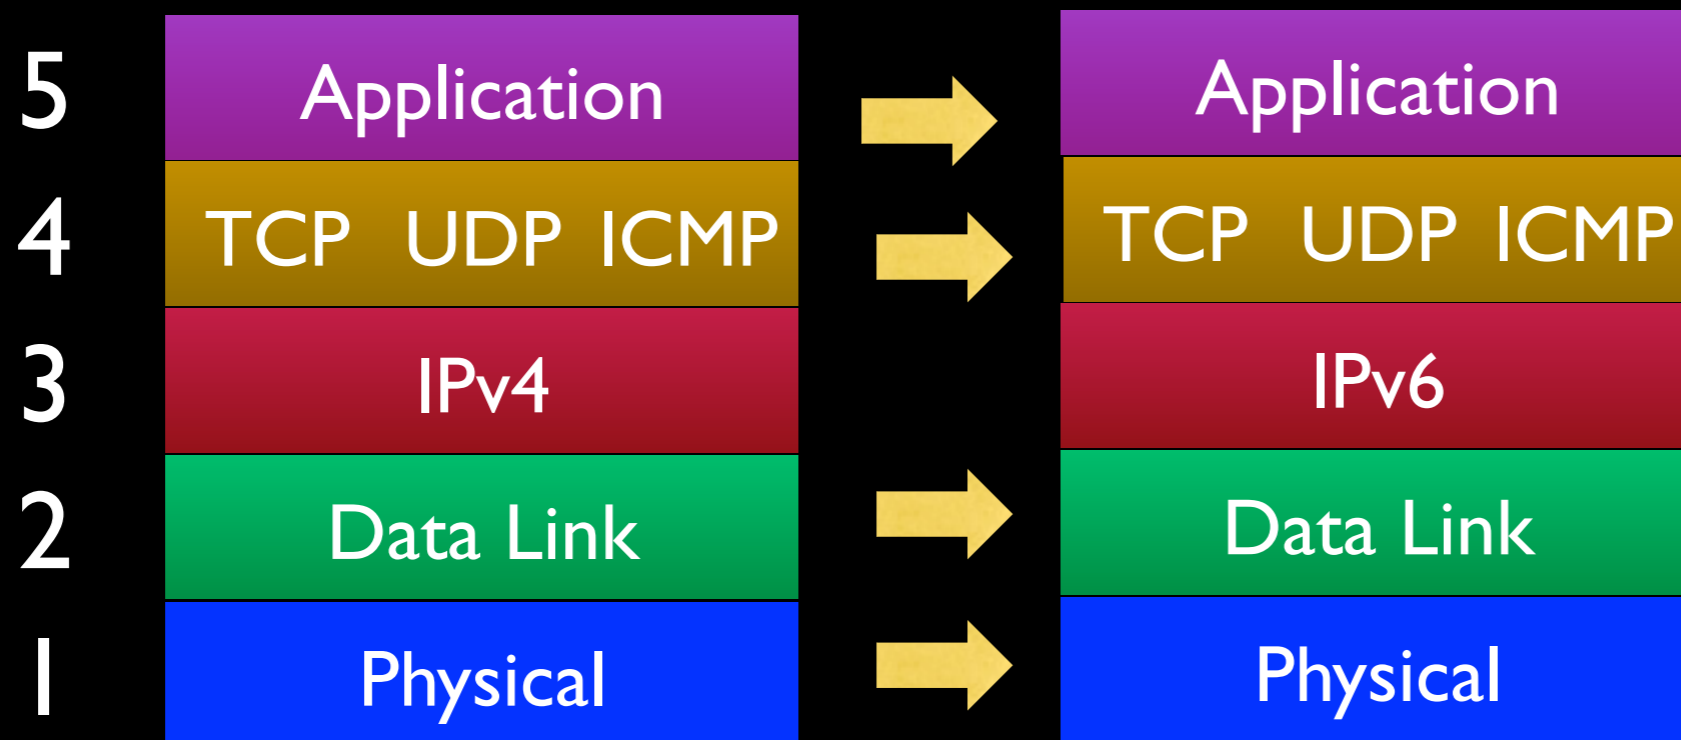 5 Application Application
4 TCP UDP ICMP TCP UDP ICMP
3 IPv4 IPv6
2 Data Link Data Link
1 Physical Physical